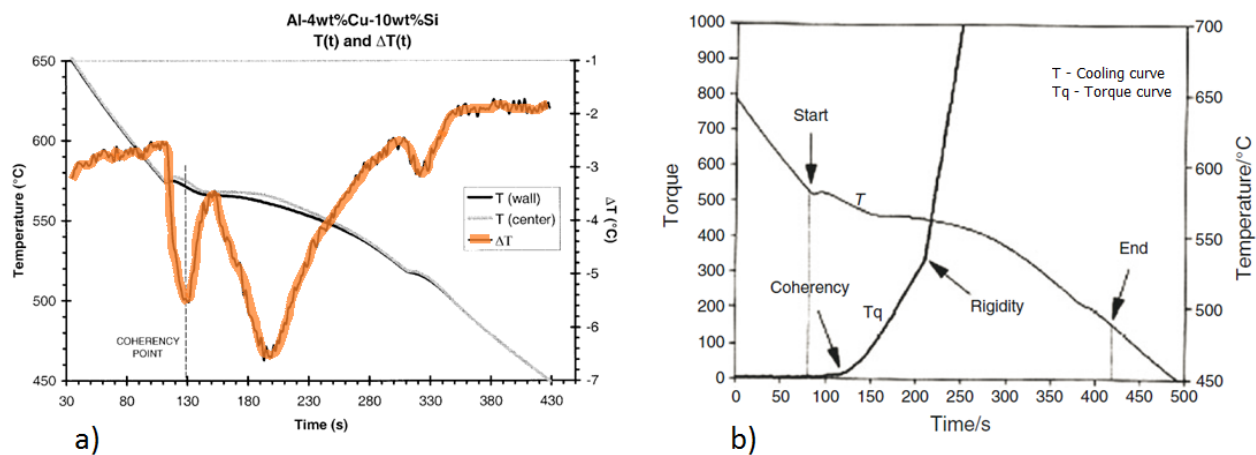 Al-4wt%Cu-10wt%Si
T(t) and ΔT(t)
650
600
550
500
450
Temperature (°C)
-1
-2
-3
-4
-5
-6
-7
ΔT (°C)
T (wall)
T (center)
ΔT
COHERENCY
POINT
30 80 130 180 230 280 330 380 430
Time (s)
a)
1000
900
800
700
600
500
400
300
200
100
0
Torque
700
650
600
550
500
450
Temperature/°C
T - Cooling curve
Tq - Torque curve
Start
T
End
Coherency
Tq
Rigidity
0 50 100 150 200 250 300 350 400 450 500
Time/s
b)